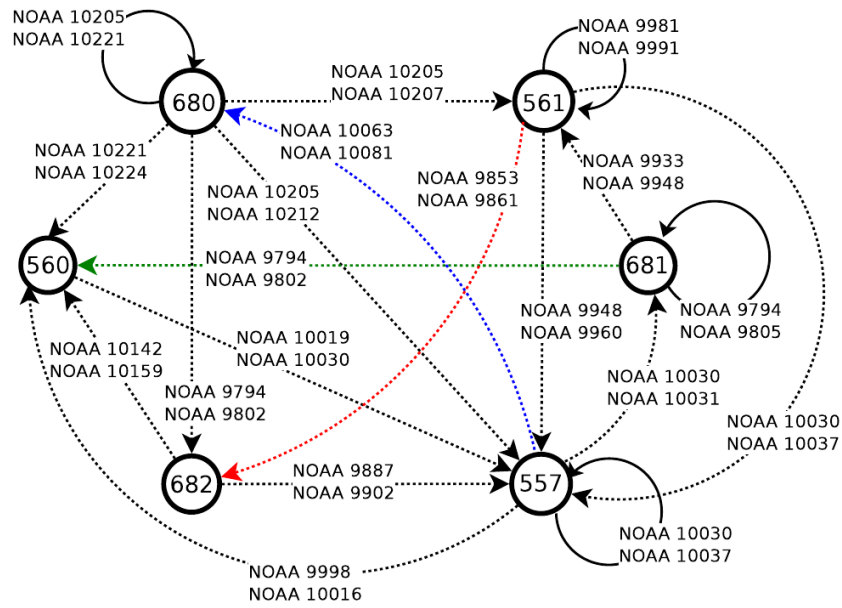 NOAA 10205
NOAA 10221
NOAA 9981
NOAA 9991
680
NOAA 10205
NOAA 10207
561
NOAA 10063
NOAA 10081
NOAA 10221
NOAA 10224
NOAA 9933
NOAA 9948
NOAA 10205
NOAA 10212
NOAA 9853
NOAA 9861
560
NOAA 9794
NOAA 9802
681
NOAA 9948
NOAA 9960
NOAA 9794
NOAA 9805
NOAA 10019
NOAA 10030
NOAA 10142
NOAA 10159
NOAA 9794
NOAA 9802
NOAA 10030
NOAA 10031
NOAA 10030
NOAA 10037
682
NOAA 9887
NOAA 9902
557
NOAA 10030
NOAA 10037
NOAA 9998
NOAA 10016